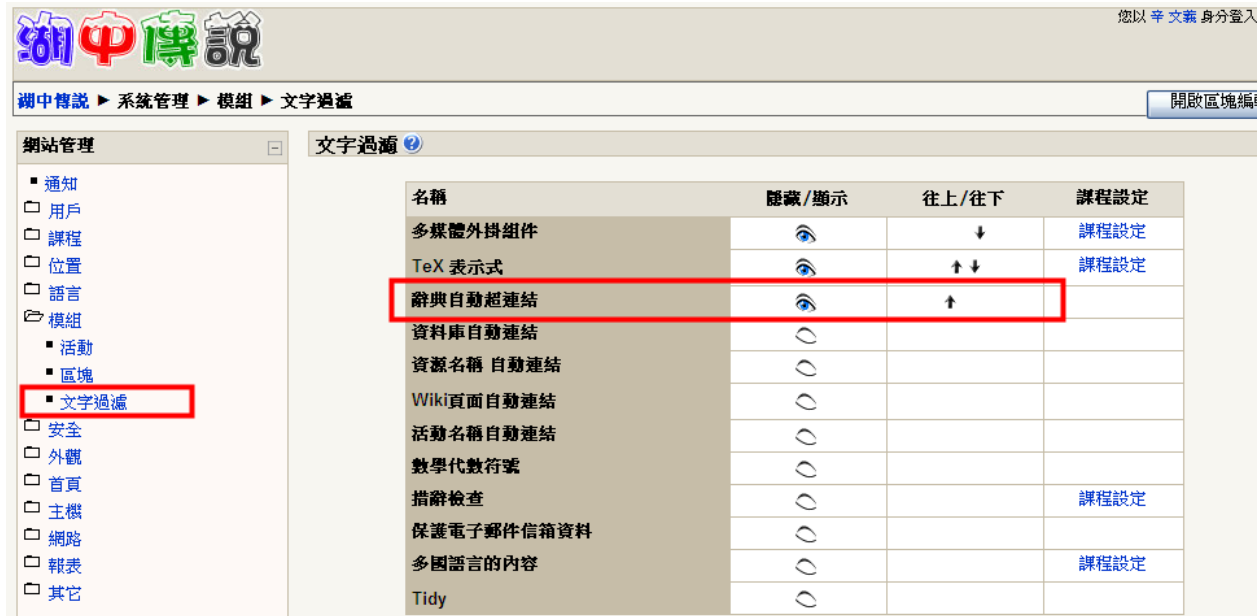 湖中傳說
您以 辛 文義 身分登入
湖中傳說 ► 系統管理 ► 模組 ► 文字過濾
開啟區塊編
網站管理
通知
用戶
課程
位置
語言
模組
活動
區塊
文字過濾
安全
外觀
首頁
主機
網路
報表
其它
文字過濾
名稱 隱藏/顯示 往上/往下 課程設定
多媒體外掛組件 課程設定
TeX 表示式 課程設定
辭典自動超連結
資料庫自動連結
資源名稱 自動連結
Wiki頁面自動連結
活動名稱自動連結
數學代數符號
措辭檢查 課程設定
保護電子郵件信箱資料
多國語言的內容 課程設定
Tidy